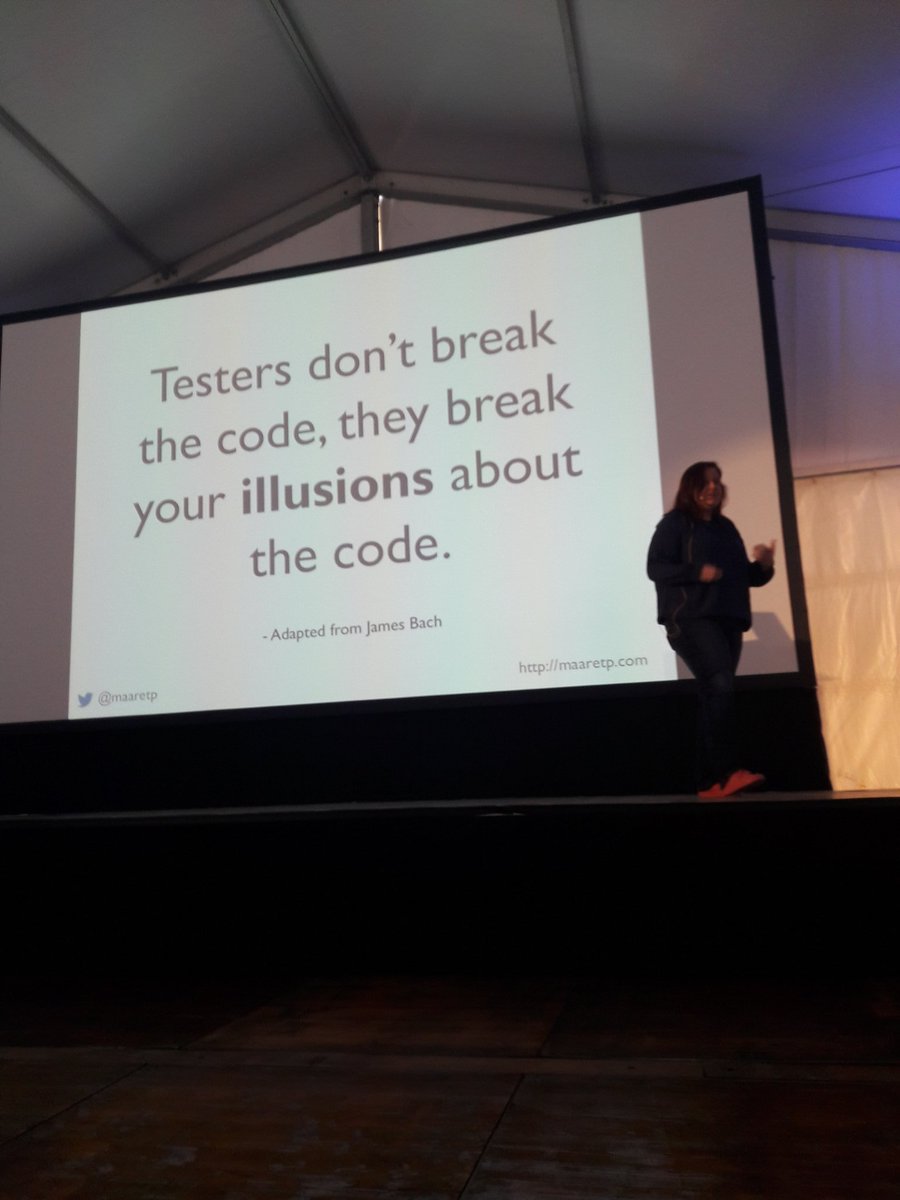 Testers don't break
the code, they break
your illusions about
the code.
- Adapted from James Bach
http://maaretp.com
@maaretp